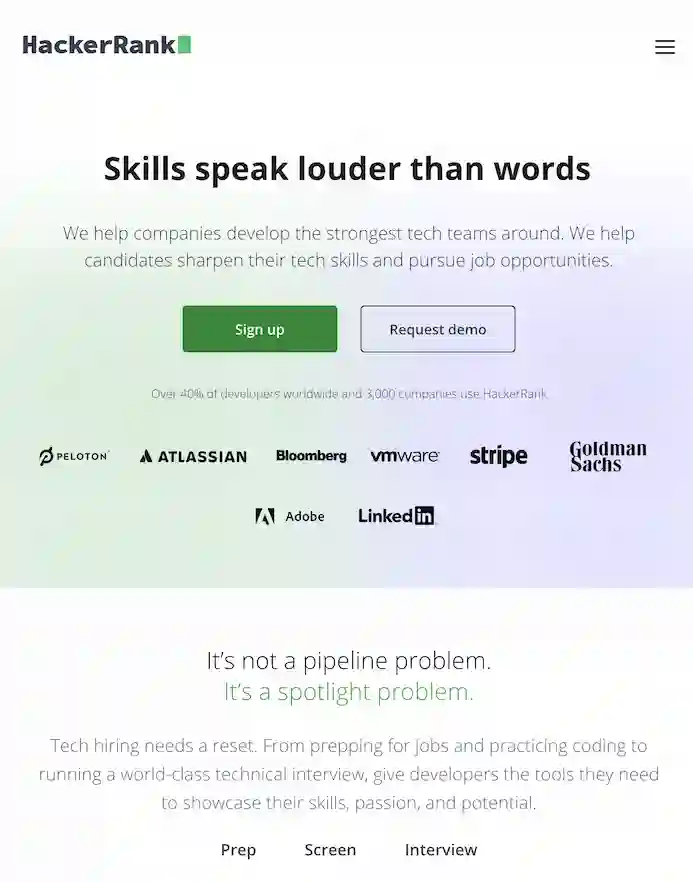 HackerRank
Skills speak louder than words
We help companies develop the strongest tech teams around. We help
candidates sharpen their tech skills and pursue job opportunities.
Sign up
Request demo
Over 40% of developers worldwide and 3,000 companies use HackerRank
PELOTON
ATLASSIAN
Bloomberg
vmware
stripe
Goldman
Sachs
Adobe
Linkedin
It's not a pipeline problem.
It's a spotlight problem.
Tech hiring needs a reset. From prepping for jobs and practicing coding to
running a world-class technical interview, give developers the tools they need
to showcase their skills, passion, and potential.
Prep
Screen
Interview